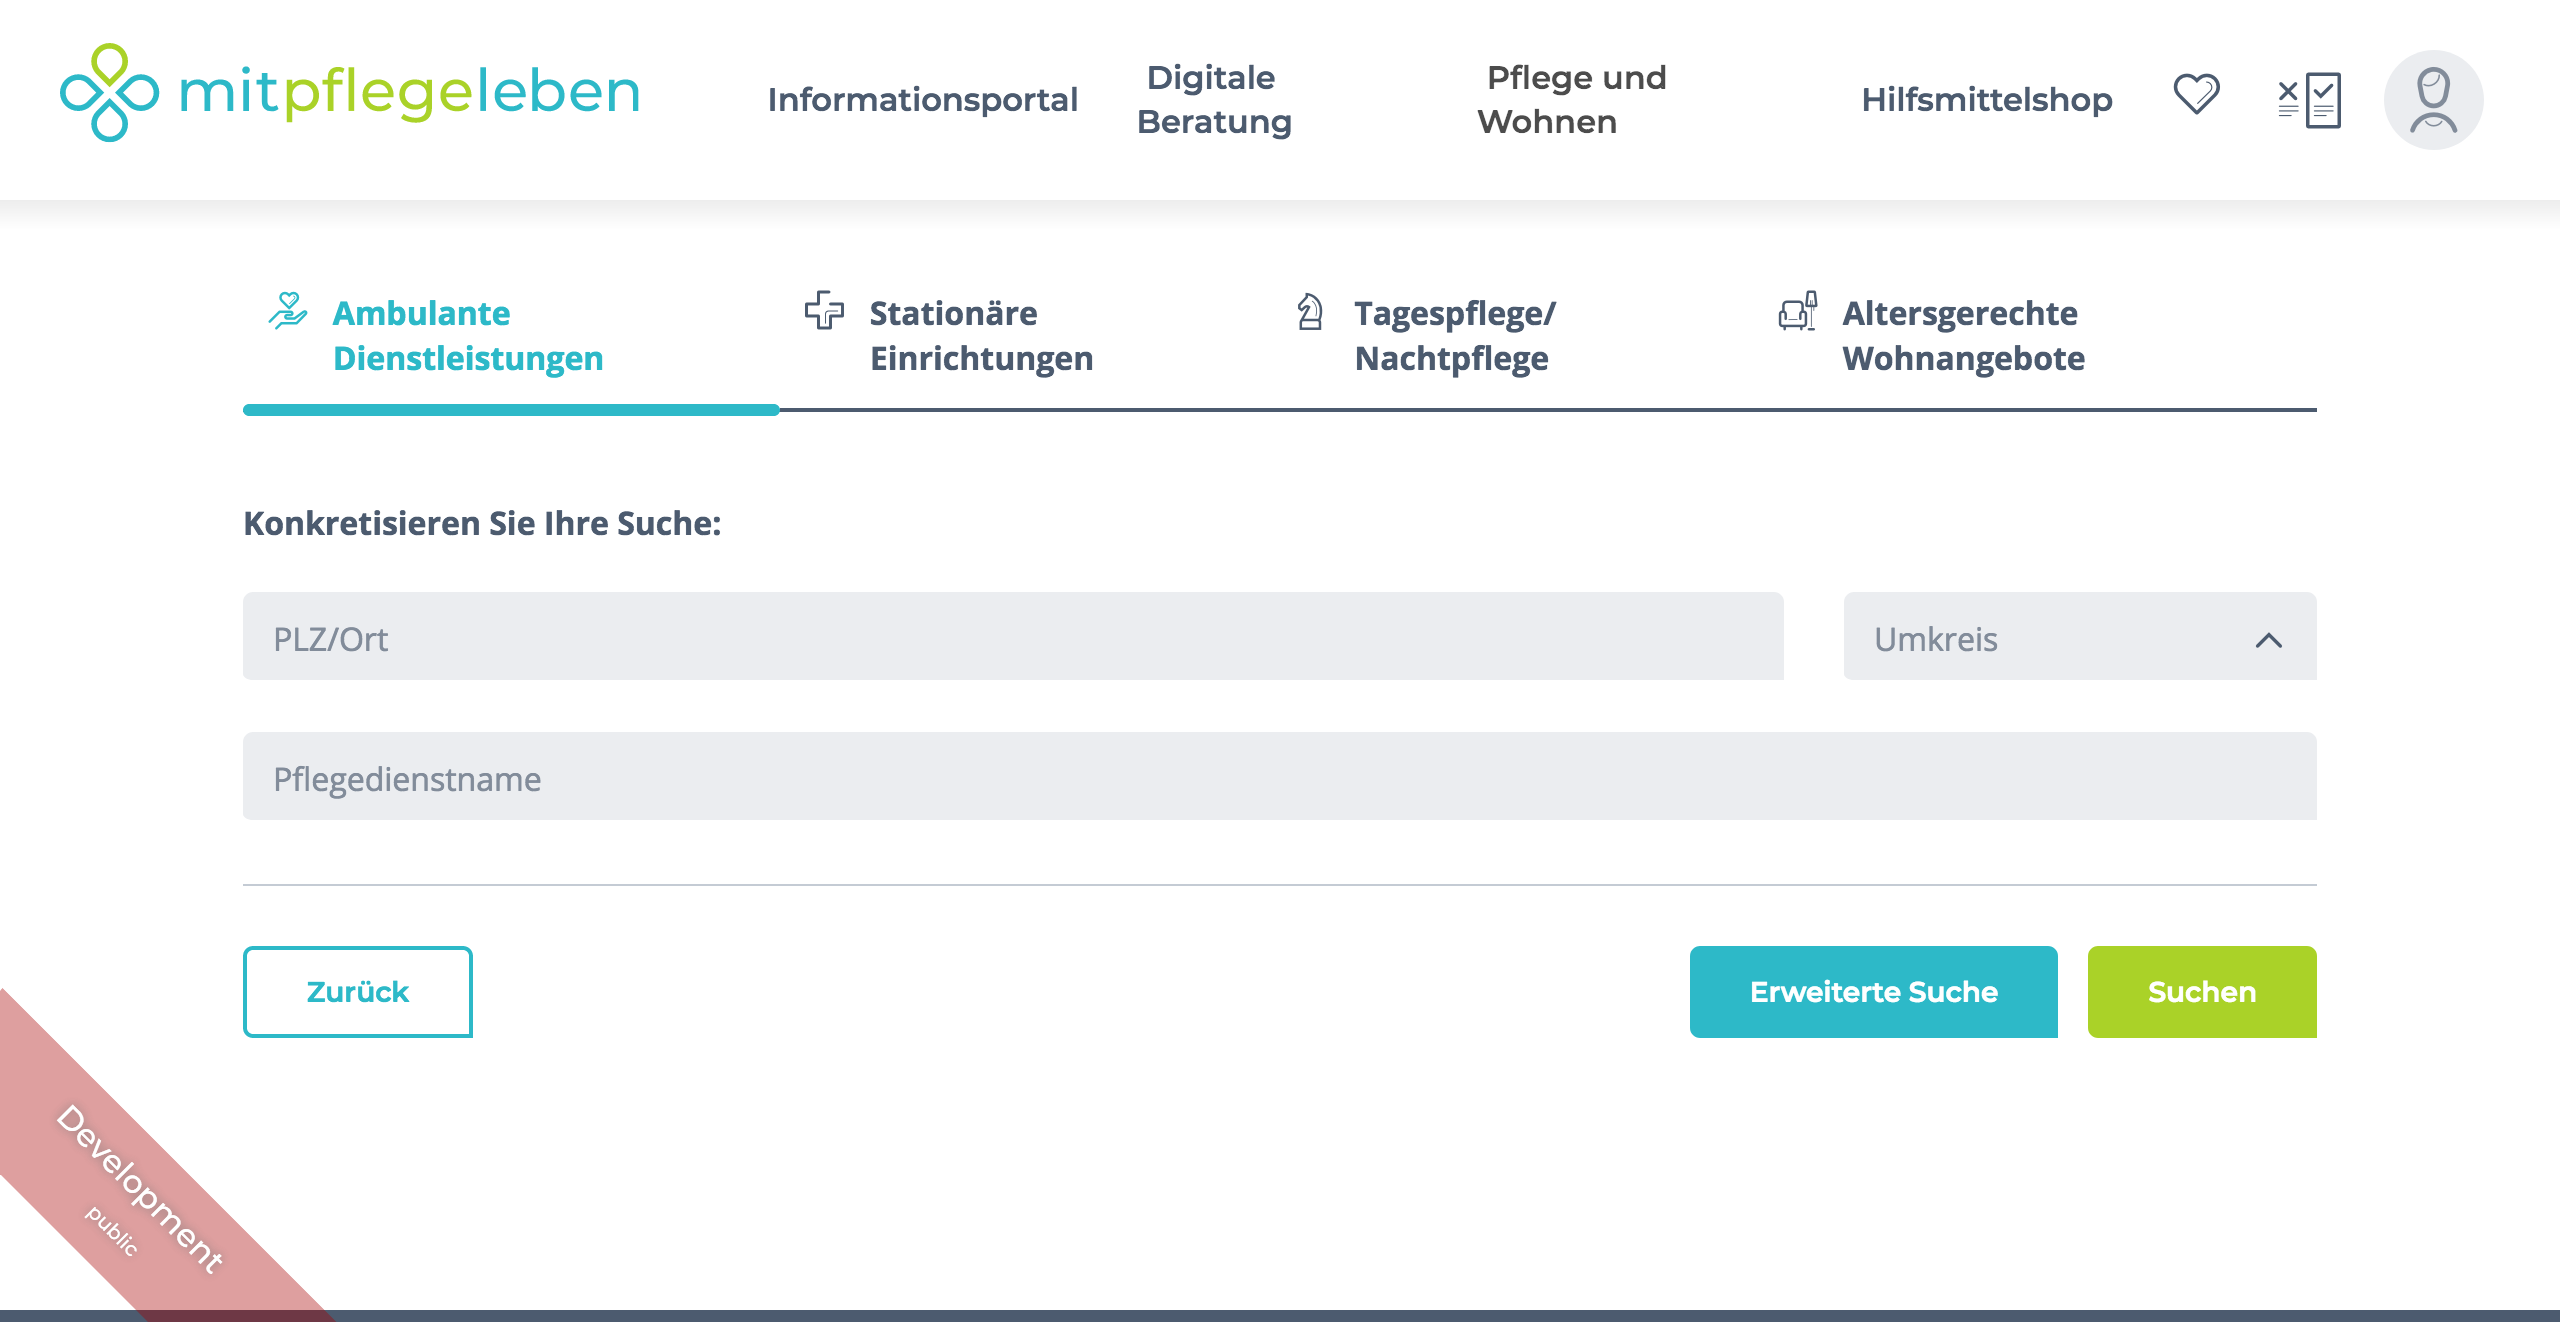 mitpflegeleben
Informationsportal
Digitale
Beratung
Pflege und
Wohnen
Hilfsmittelshop
Ambulante
Dienstleistungen
Stationäre
Einrichtungen
Tagespflege/
Nachtpflege
Altersgerechte
Wohnangebote
Konkretisieren Sie Ihre Suche:
PLZ/Ort
Umkreis
Pflegedienstname
Zurück
Erweiterte Suche
Suchen
Development
public